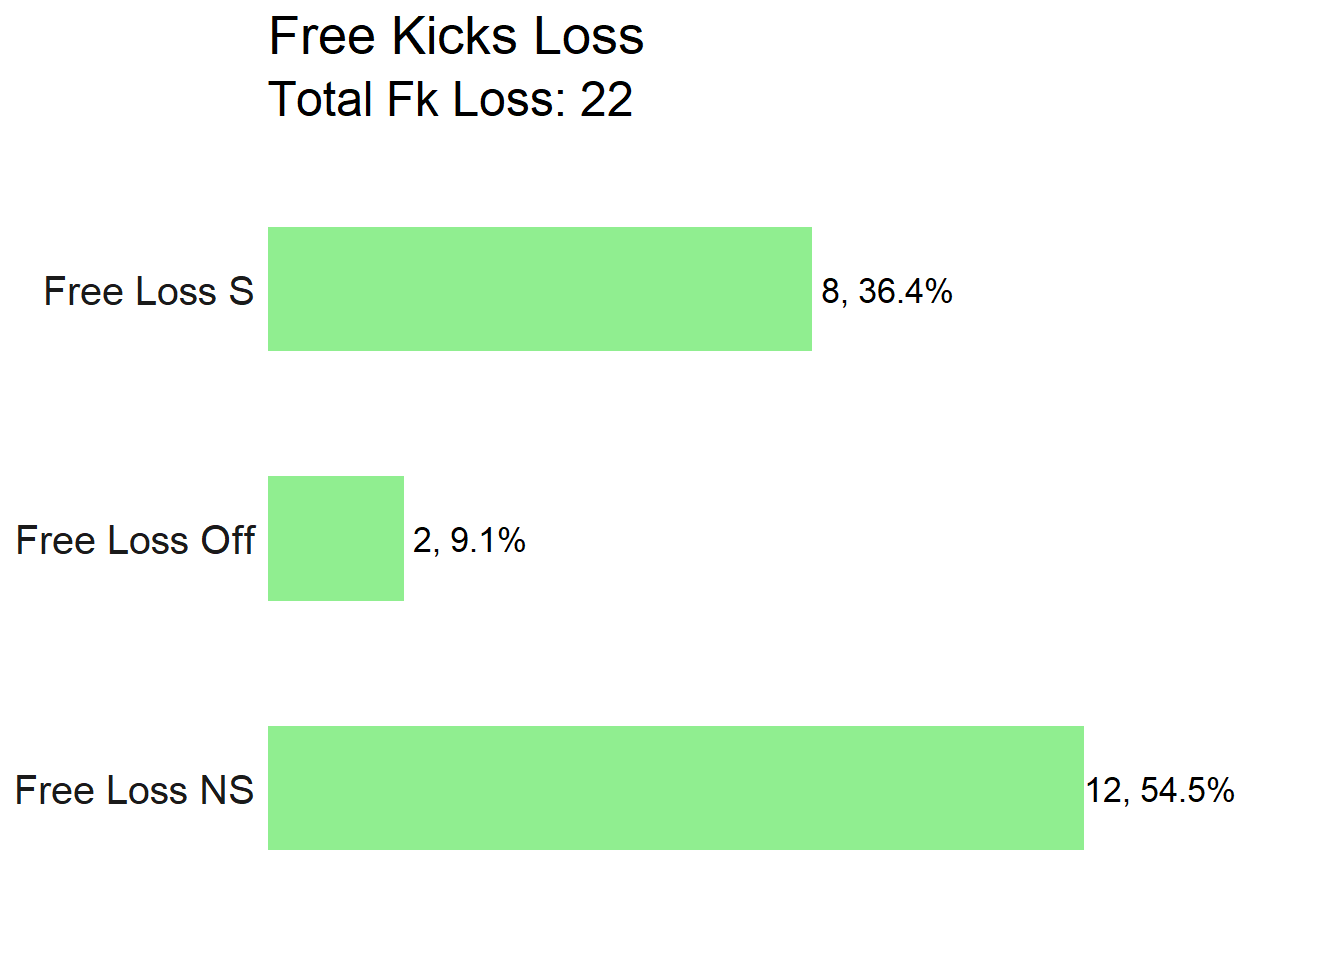 Free Kicks Loss
Total Fk Loss: 22
Free Loss S
8, 36.4%
Free Loss Off
2, 9.1%
Free Loss NS
12, 54.5%